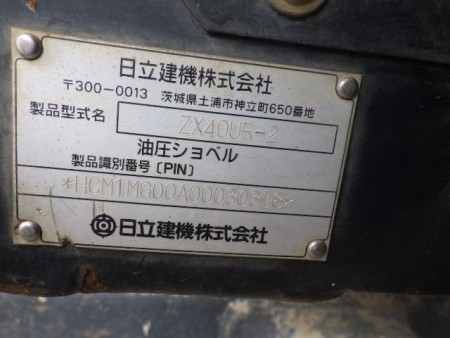 日立建機株式会社
〒300-0013 茨城県土浦市神立町650番地
製品型式名 ZX40UR-2
油圧ショベル
製品識別番号〔PIN〕
日立建機株式会社